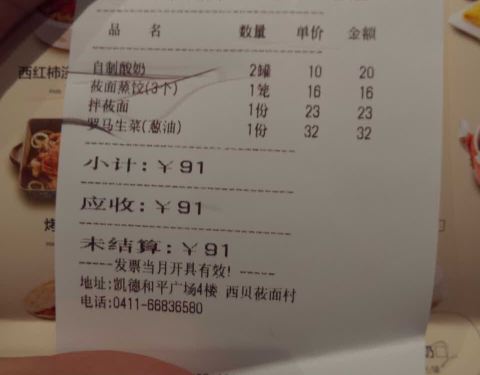 品 名 数量 单价 金额
自制酸奶 2罐 10 20
莜面蒸饺(3个) 1笼 16 16
拌莜面 1份 23 23
罗马生菜(葱油) 1份 32 32
小计:￥91
应收:￥91
未结算:￥91
-----发票当月开具有效! -----
地址:凯德和平广场4楼 西贝莜面村
电话:0411-66836580
西红柿
烤
奶